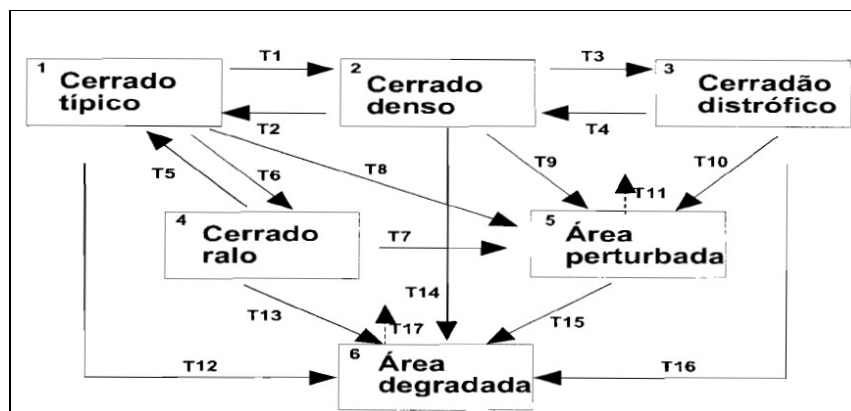 T1
T3
1 Cerrado
típico
2 Cerrado
denso
3 Cerradão
distrófico
T2
T4
T5
T6
T8
T9
T10
T11
4 Cerrado
ralo
T7
5 Área
perturbada
T13
T17
T14
T15
T12
6 Área
degradada
T16